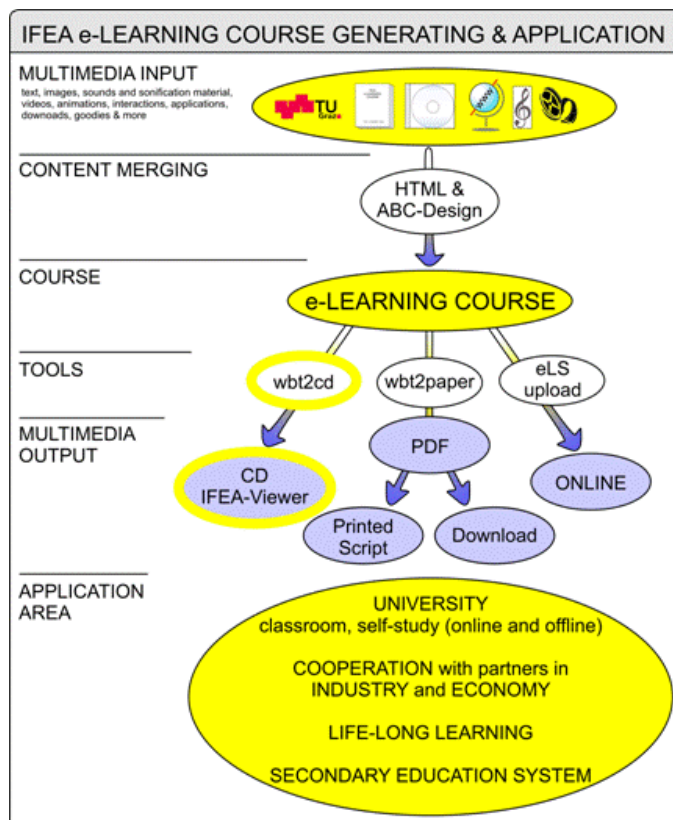 IFEA e-LEARNING COURSE GENERATING & APPLICATION
MULTIMEDIA INPUT
text, images, sounds and sonification material,
videos, animations, interactions, applications,
downoads, goodies & more
TU
Graz
WWW
CONTENT MERGING
HTML &
ABC-Design
COURSE
e-LEARNING COURSE
TOOLS
wbt2cd
wbt2paper
eLS
upload
MULTIMEDIA
OUTPUT
CD
IFEA-Viewer
PDF
ONLINE
Printed
Script
Download
APPLICATION
AREA
UNIVERSITY
classroom, self-study (online and offline)
COOPERATION with partners in
INDUSTRY and ECONOMY
LIFE-LONG LEARNING
SECONDARY EDUCATION SYSTEM